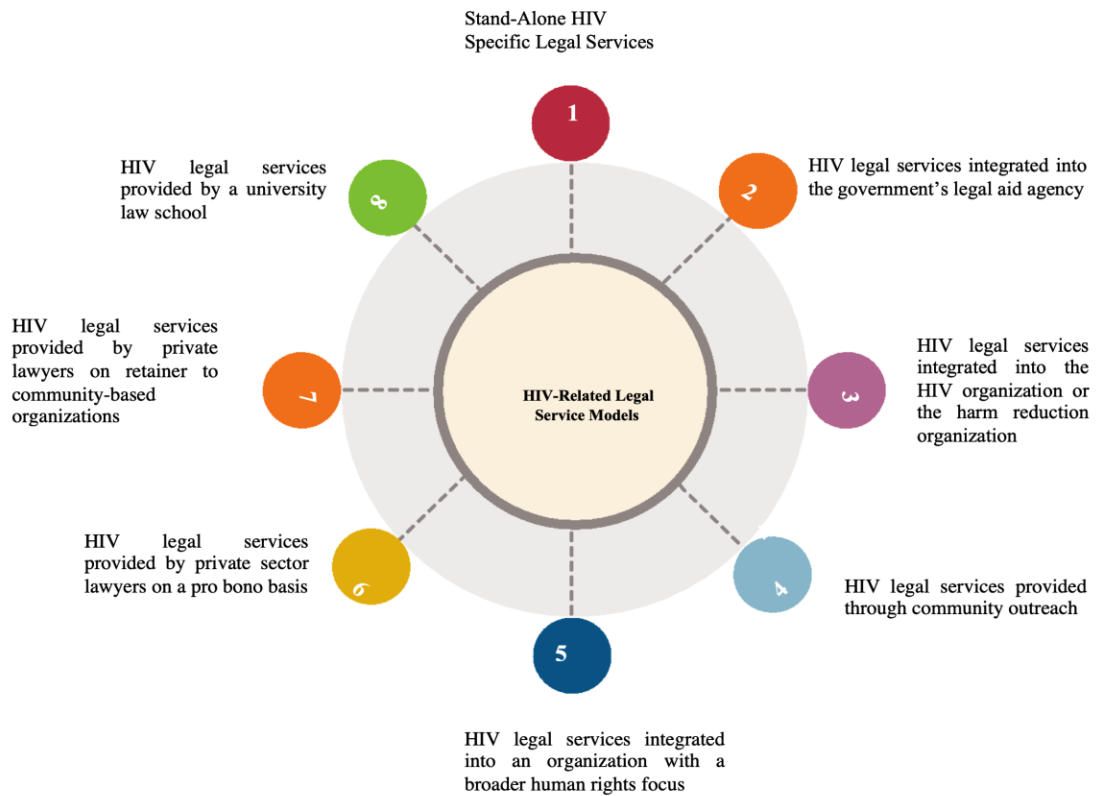 Stand-Alone HIV
Specific Legal Services
1
2
HIV legal services integrated into
the government's legal aid agency
3
HIV legal services
integrated into the
HIV organization or
the harm reduction
organization
4
HIV legal services provided
through community outreach
5
HIV legal services integrated
into an organization with a
broader human rights focus
6
HIV legal services
provided by private sector
lawyers on a pro bono basis
7
HIV legal services
provided by private
lawyers on retainer to
community-based
organizations
8
HIV legal services
provided by a university
law school
HIV-Related Legal
Service Models